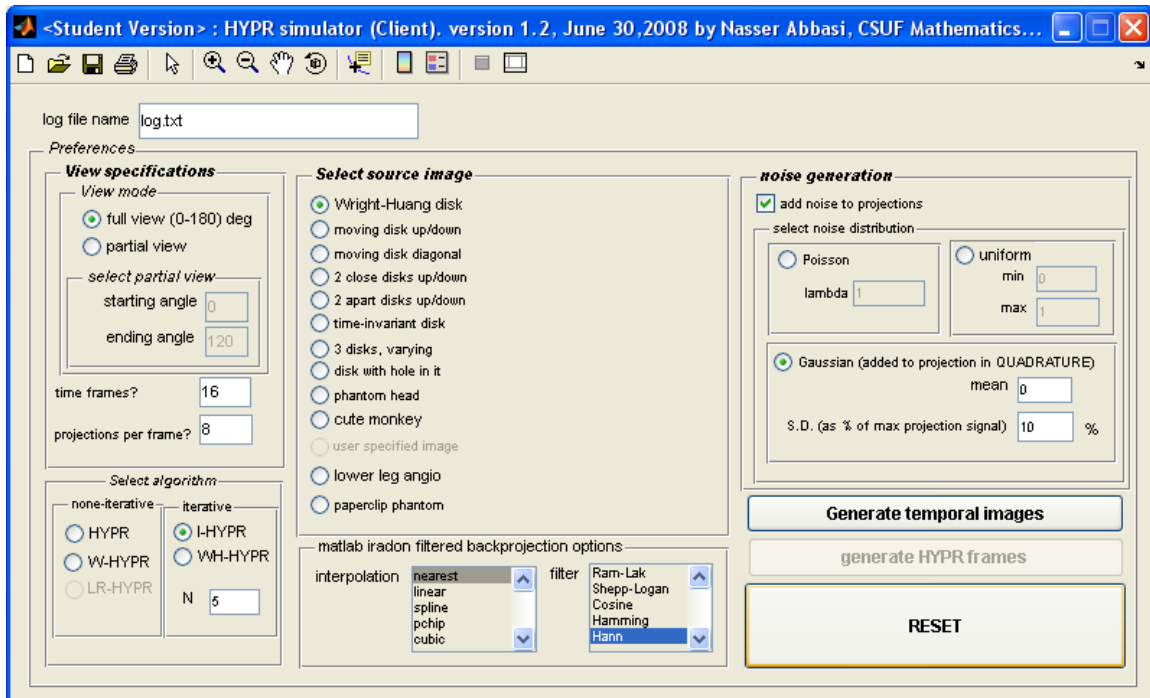 <Student Version> : HYPR simulator (Client). version 1.2, June 30,2008 by Nasser Abbasi, CSUF Mathematics...
log file name log.txt
Preferences
View specifications
View mode
full view (0-180) deg
partial view
select partial view
starting angle 0
ending angle 120
time frames? 16
projections per frame? 8
Select algorithm
none-iterative
HYPR
W-HYPR
LR-HYPR
iterative
I-HYPR
WH-HYPR
N 5
Select source image
Wright-Huang disk
moving disk up/down
moving disk diagonal
2 close disks up/down
2 apart disks up/down
time-invariant disk
3 disks, varying
disk with hole in it
phantom head
cute monkey
user specified image
lower leg angio
paperclip phantom
matlab iradon filtered backprojection options
interpolation
nearest
linear
spline
pchip
cubic
filter
Ram-Lak
Shepp-Logan
Cosine
Hamming
Hann
noise generation
add noise to projections
select noise distribution
Poisson
lambda 1
uniform
min 0
max 1
Gaussian (added to projection in QUADRATURE)
mean 0
S.D. (as % of max projection signal) 10 %
Generate temporal images
generate HYPR frames
RESET